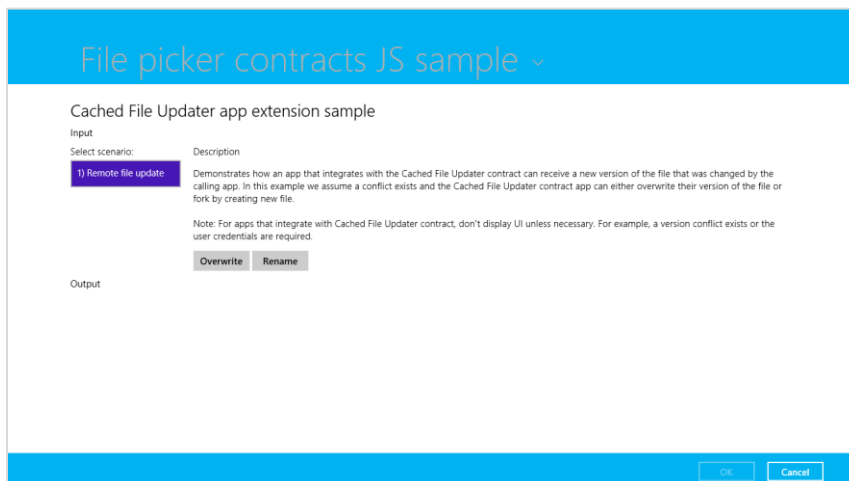 File picker contracts JS sample
Cached File Updater app extension sample
Input
Select scenario:
Description
1) Remote file update
Demonstrates how an app that integrates with the Cached File Updater contract can receive a new version of the file that was changed by the
calling app. In this example we assume a conflict exists and the Cached File Updater contract app can either overwrite their version of the file or
fork by creating new file.
Note: For apps that integrate with Cached File Updater contract, don't display UI unless necessary. For example, a version conflict exists or the
user credentials are required.
Overwrite
Rename
Output
OK
Cancel